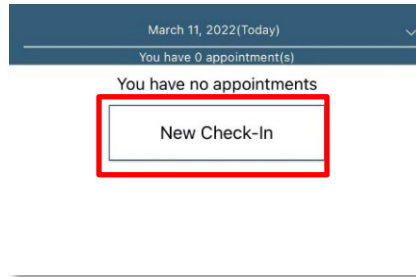 March 11, 2022(Today)
You have 0 appointment(s)
You have no appointments
New Check-In